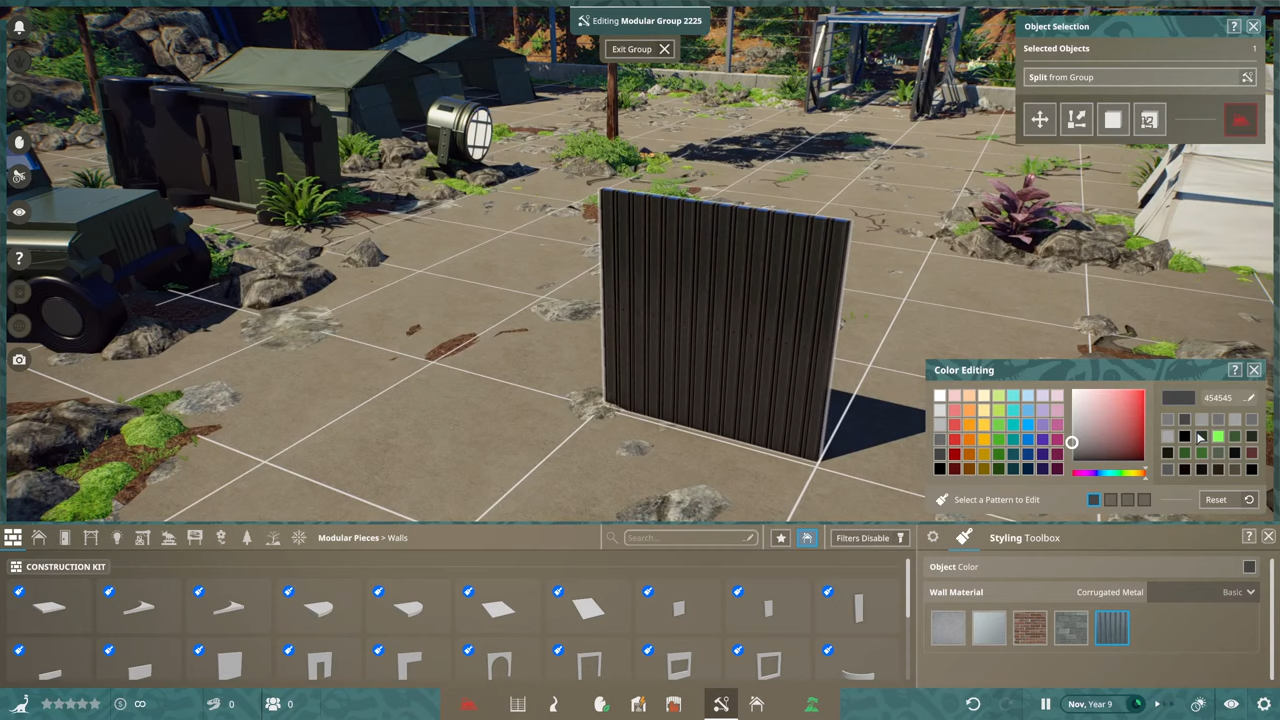 Editing Modular Group 2225
Exit Group
Object Selection
?
Selected Objects 1
Split from Group
12
Color Editing
?
454545
Select a Pattern to Edit
Reset
?
Modular Pieces > Walls
Search...
Filters Disable
Styling Toolbox
?
CONSTRUCTION KIT
Object Color
Wall Material Corrugated Metal Basic
$ ∞
0
0
Nov, Year 9